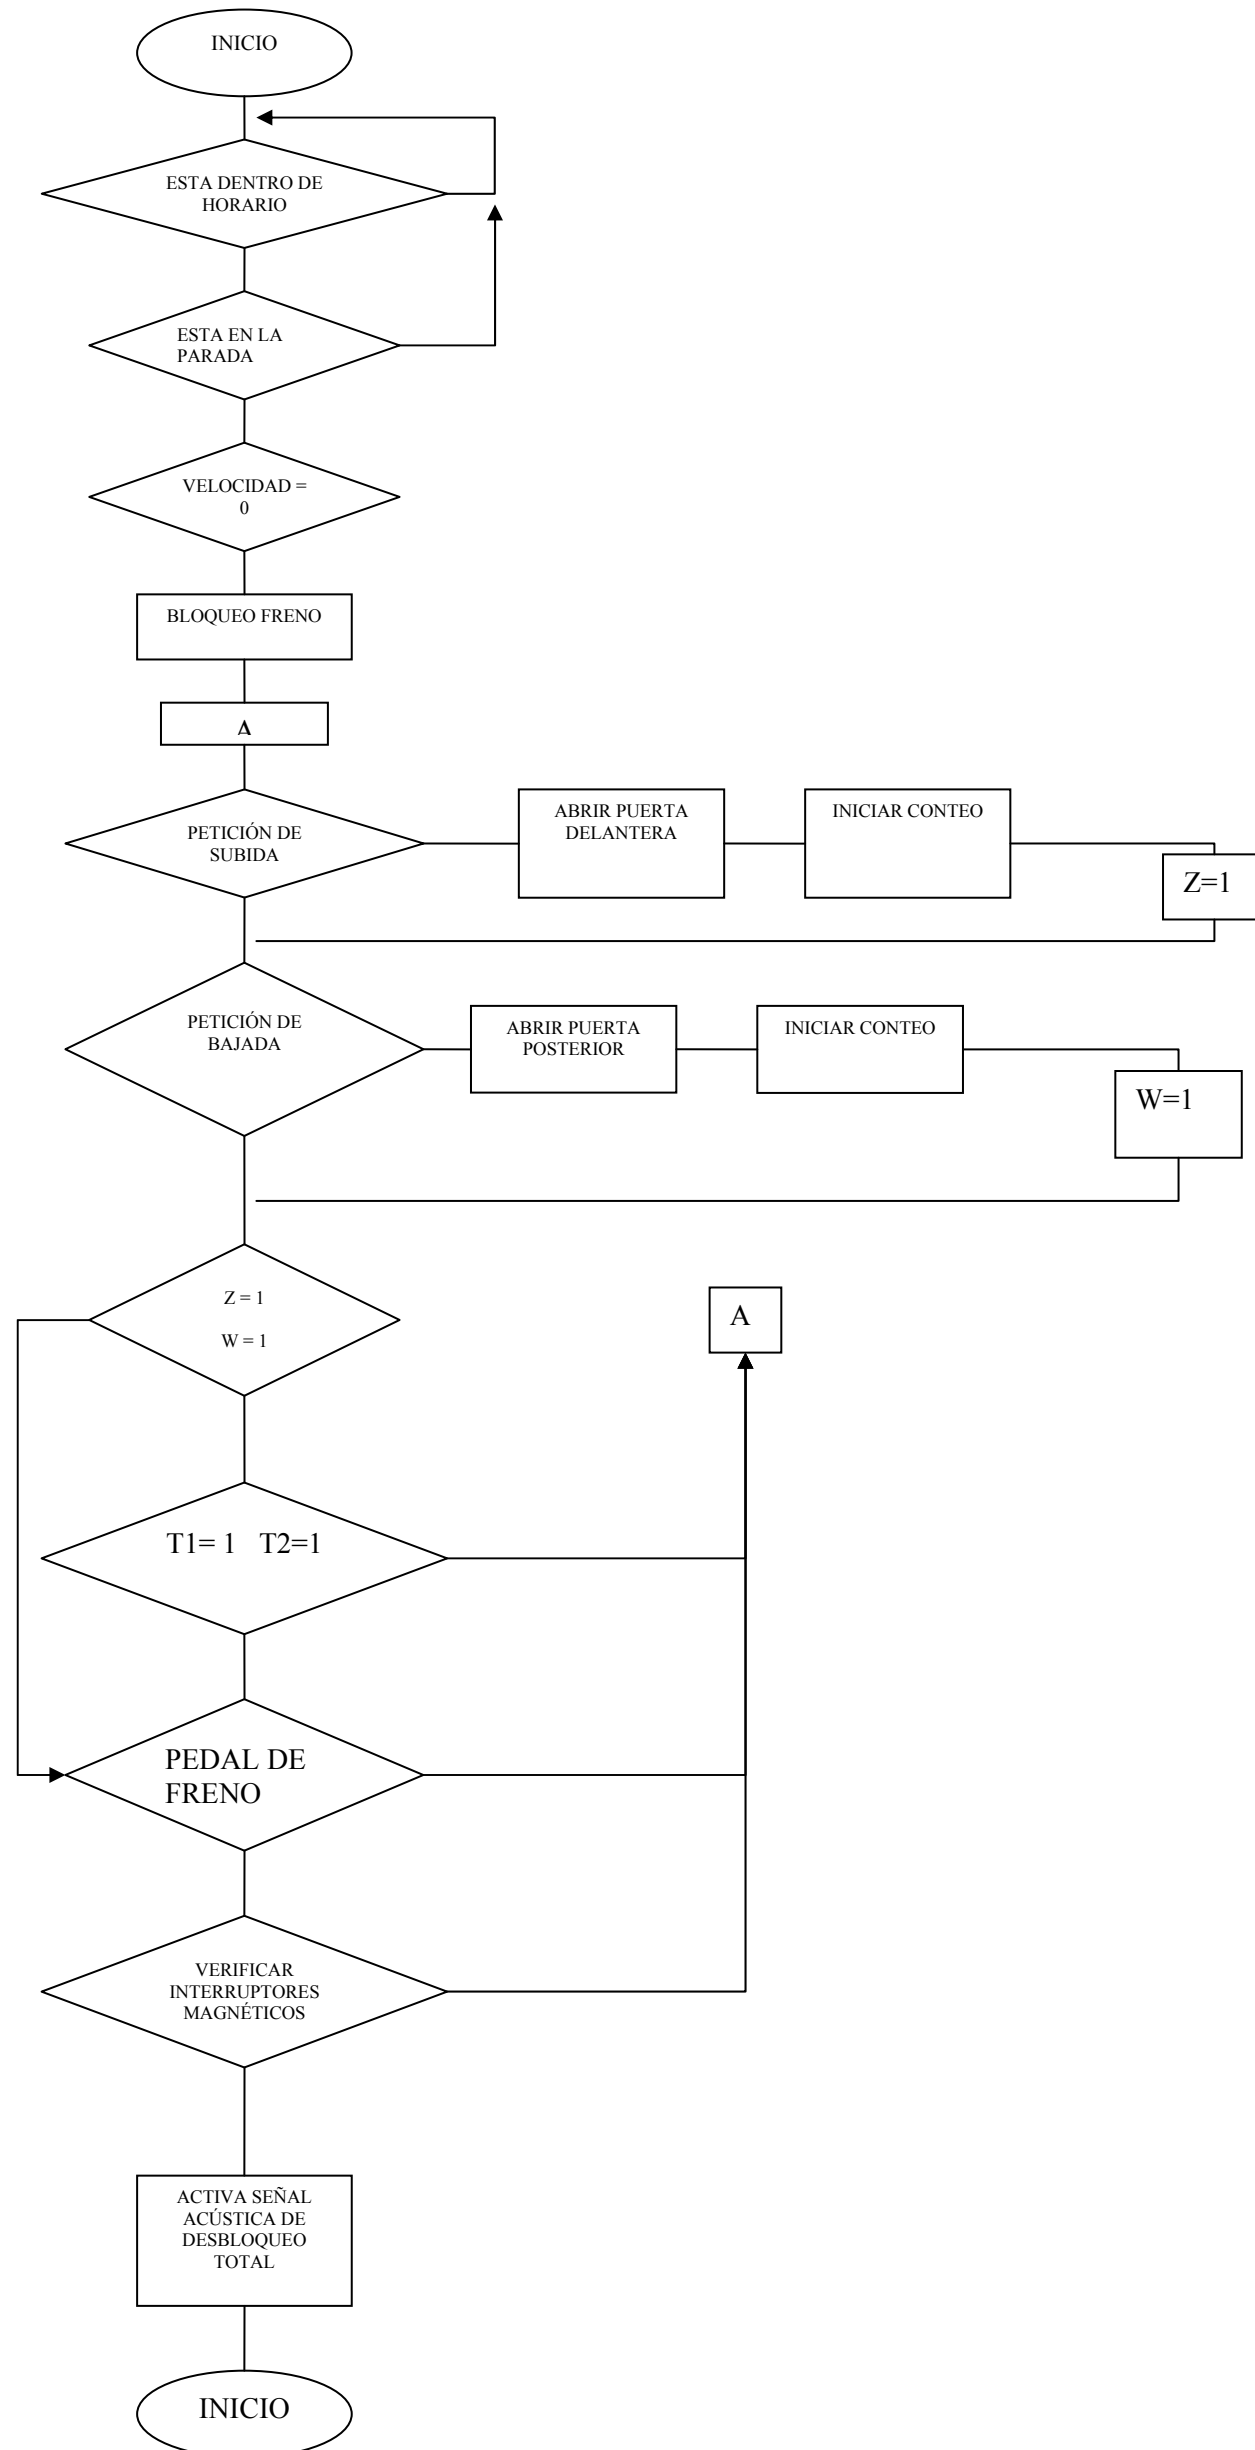 INICIO
ESTA DENTRO DE
HORARIO
ESTA EN LA
PARADA
VELOCIDAD =
0
BLOQUEO FRENO
A
PETICIÓN DE
SUBIDA
ABRIR PUERTA
DELANTERA
INICIAR CONTEO
Z=1
PETICIÓN DE
BAJADA
ABRIR PUERTA
POSTERIOR
INICIAR CONTEO
W=1
Z = 1
W = 1
A
T1= 1 T2=1
PEDAL DE
FRENO
VERIFICAR
INTERRUPTORES
MAGNÉTICOS
ACTIVA SEÑAL
ACÚSTICA DE
DESBLOQUEO
TOTAL
INICIO